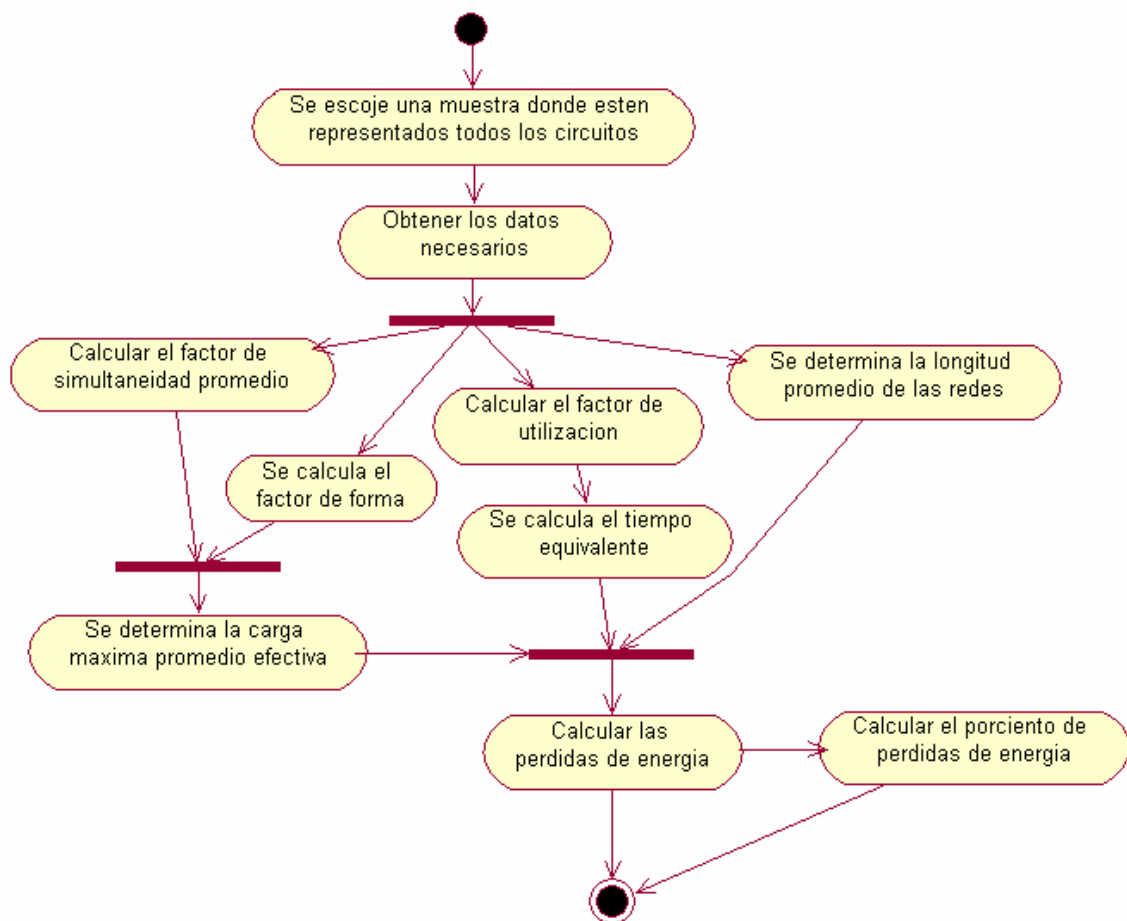 Se escoje una muestra donde esten
representados todos los circuitos
Obtener los datos
necesarios
Calcular el factor de
simultaneidad promedio
Se calcula el
factor de forma
Calcular el factor de
utilizacion
Se determina la longitud
promedio de las redes
Se calcula el tiempo
equivalente
Se determina la carga
maxima promedio efectiva
Calcular las
perdidas de energia
Calcular el porciento de
perdidas de energia